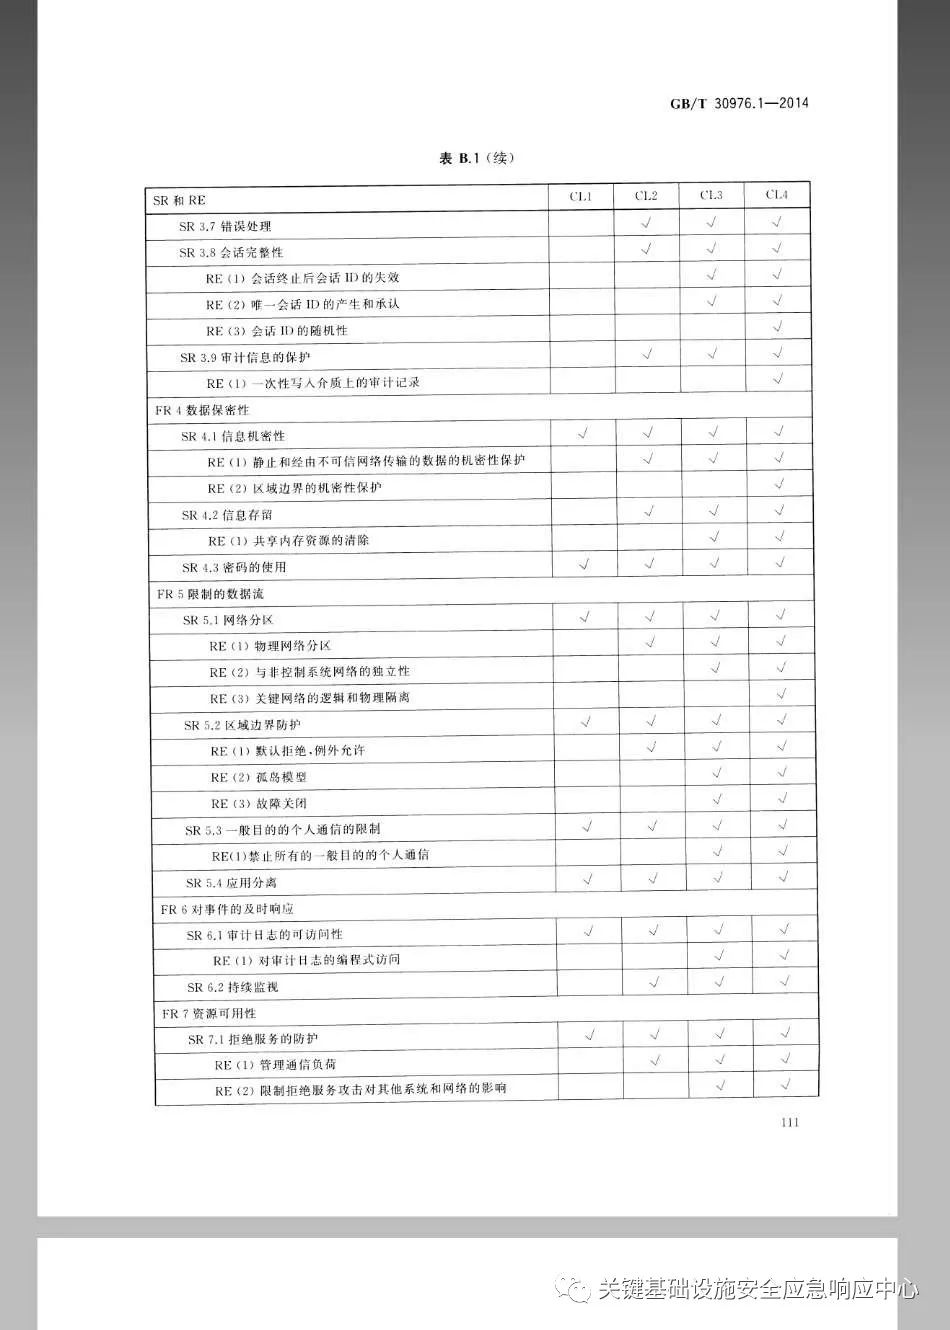 GB/T 30976.1—2014
表 B.1（续）
SR 和 RE CL1 CL2 CL3 CL4
SR 3.7 错误处理 √ √ √
SR 3.8 会话完整性 √ √ √
RE（1）会话终止后会话 ID 的失效 √ √
RE（2）唯一会话 ID 的产生和承认 √ √
RE（3）会话 ID 的随机性 √
SR 3.9 审计信息的保护 √ √ √
RE（1）一次性写入介质上的审计记录 √
FR 4 数据保密性
SR 4.1 信息机密性 √ √ √ √
RE（1）静止和经由不可信网络传输的数据的机密性保护 √ √ √
RE（2）区域边界的机密性保护 √
SR 4.2 信息存留 √ √ √
RE（1）共享内存资源的清除 √ √
SR 4.3 密码的使用 √ √ √ √
FR 5 限制的数据流
SR 5.1 网络分区 √ √ √ √
RE（1）物理网络分区 √ √ √
RE（2）与非控制系统网络的独立性 √ √
RE（3）关键网络的逻辑和物理隔离 √
SR 5.2 区域边界防护 √ √ √ √
RE（1）默认拒绝,例外允许 √ √ √
RE（2）孤岛模型 √ √
RE（3）故障关闭 √ √
SR 5.3 一般目的的个人通信的限制 √ √ √ √
RE(1)禁止所有的一般目的的个人通信 √ √
SR 5.4 应用分离 √ √ √ √
FR 6 对事件的及时响应
SR 6.1 审计日志的可访问性 √ √ √ √
RE（1）对审计日志的编程式访问 √ √
SR 6.2 持续监视 √ √ √
FR 7 资源可用性
SR 7.1 拒绝服务的防护 √ √ √ √
RE（1）管理通信负荷 √ √ √
RE（2）限制拒绝服务攻击对其他系统和网络的影响 √ √
111
关键基础设施安全应急响应中心